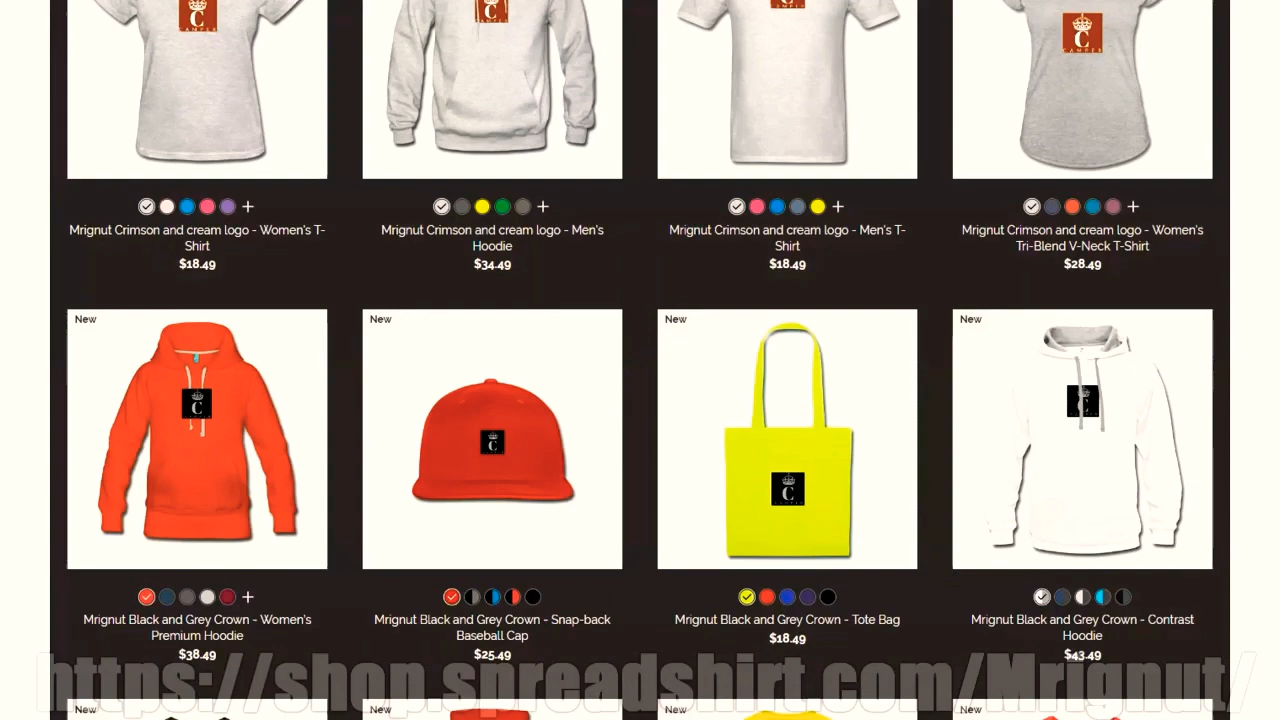 C
CAMPER
C
C
CAMPER
Mrignut Crimson and cream logo - Women's T-
Shirt
$18.49
Mrignut Crimson and cream logo - Men's
Hoodie
$34.49
Mrignut Crimson and cream logo - Men's T-
Shirt
$18.49
Mrignut Crimson and cream logo - Women's
Tri-Blend V-Neck T-Shirt
$28.49
New
C
New
C
New
C
New
C
Mrignut Black and Grey Crown - Women's
Premium Hoodie
$38.49
Mrignut Black and Grey Crown - Snap-back
Baseball Cap
$25.49
Mrignut Black and Grey Crown - Tote Bag
$18.49
Mrignut Black and Grey Crown - Contrast
Hoodie
$43.49
https://shop.spreadshirt.com/Mrignut/
New
New
New
New